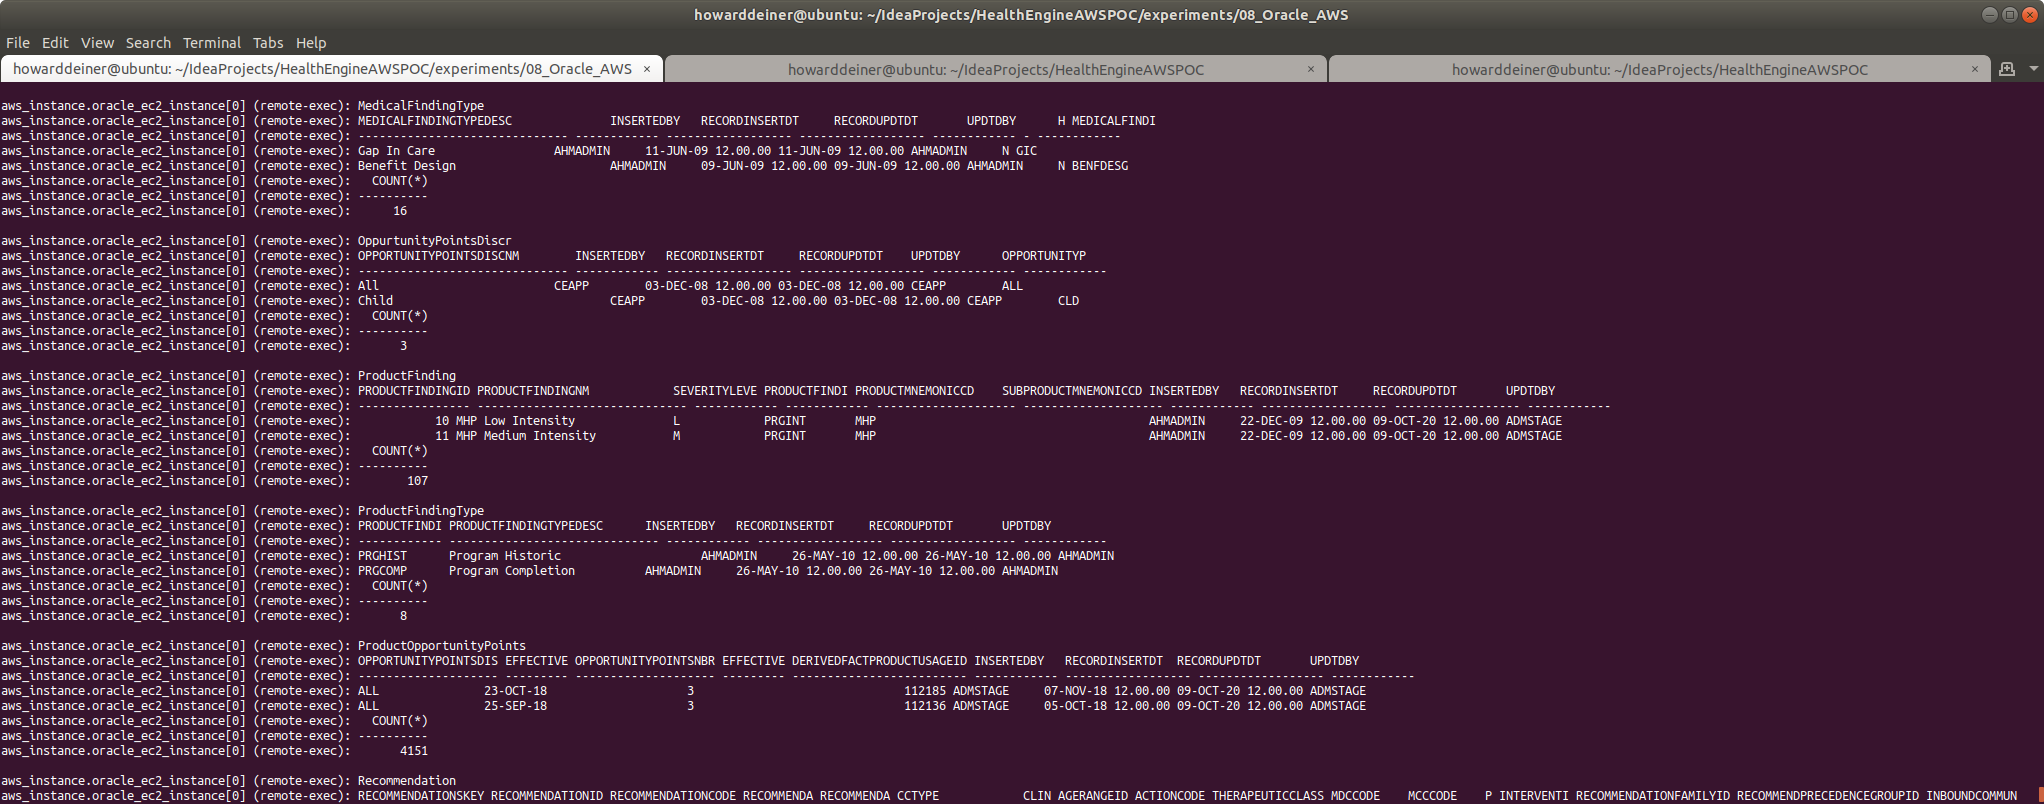 howarddeiner@ubuntu: ~/IdeaProjects/HealthEngineAWSPOC/experiments/08_Oracle_AWS
File Edit View Search Terminal Tabs Help
howarddeiner@ubuntu: ~/IdeaProjects/HealthEngineAWSPOC/experiments/08_Oracle_AWS × howarddeiner@ubuntu: ~/IdeaProjects/HealthEngineAWSPOC × howarddeiner@ubuntu: ~/IdeaProjects/HealthEngineAWSPOC ×
aws_instance.oracle_ec2_instance[0] (remote-exec): MedicalFindingType
aws_instance.oracle_ec2_instance[0] (remote-exec): MEDICALFINDINGTYPEDESC INSERTEDBY RECORDINSERTDT RECORDUPDTDT UPDTDBY H MEDICALFINDI
aws_instance.oracle_ec2_instance[0] (remote-exec): ------------------------------ ------------ ------------------ ------------------ ------------ - ------------
aws_instance.oracle_ec2_instance[0] (remote-exec): Gap In Care AHMADMIN 11-JUN-09 12.00.00 11-JUN-09 12.00.00 AHMADMIN N GIC
aws_instance.oracle_ec2_instance[0] (remote-exec): Benefit Design AHMADMIN 09-JUN-09 12.00.00 09-JUN-09 12.00.00 AHMADMIN N BENFDESG
aws_instance.oracle_ec2_instance[0] (remote-exec): COUNT(*)
aws_instance.oracle_ec2_instance[0] (remote-exec): ----------
aws_instance.oracle_ec2_instance[0] (remote-exec): 16
aws_instance.oracle_ec2_instance[0] (remote-exec): OppurtunityPointsDiscr
aws_instance.oracle_ec2_instance[0] (remote-exec): OPPORTUNITYPOINTSDISCNM INSERTEDBY RECORDINSERTDT RECORDUPDTDT UPDTDBY OPPORTUNITYP
aws_instance.oracle_ec2_instance[0] (remote-exec): ------------------------------ ------------ ------------------ ------------------ ------------ ------------
aws_instance.oracle_ec2_instance[0] (remote-exec): All CEAPP 03-DEC-08 12.00.00 03-DEC-08 12.00.00 CEAPP ALL
aws_instance.oracle_ec2_instance[0] (remote-exec): Child CEAPP 03-DEC-08 12.00.00 03-DEC-08 12.00.00 CEAPP CLD
aws_instance.oracle_ec2_instance[0] (remote-exec): COUNT(*)
aws_instance.oracle_ec2_instance[0] (remote-exec): ----------
aws_instance.oracle_ec2_instance[0] (remote-exec): 3
aws_instance.oracle_ec2_instance[0] (remote-exec): ProductFinding
aws_instance.oracle_ec2_instance[0] (remote-exec): PRODUCTFINDINGID PRODUCTFINDINGNM SEVERITYLEVE PRODUCTFINDI PRODUCTMNEMONICCD SUBPRODUCTMNEMONICCD INSERTEDBY RECORDINSERTDT RECORDUPDTDT UPDTDBY
aws_instance.oracle_ec2_instance[0] (remote-exec): ---------------- ------------------------------ ------------ ------------ -------------------- -------------------- ------------ ------------------ ------------------ ------------
aws_instance.oracle_ec2_instance[0] (remote-exec): 10 MHP Low Intensity L PRGINT MHP AHMADMIN 22-DEC-09 12.00.00 09-OCT-20 12.00.00 ADMSTAGE
aws_instance.oracle_ec2_instance[0] (remote-exec): 11 MHP Medium Intensity M PRGINT MHP AHMADMIN 22-DEC-09 12.00.00 09-OCT-20 12.00.00 ADMSTAGE
aws_instance.oracle_ec2_instance[0] (remote-exec): COUNT(*)
aws_instance.oracle_ec2_instance[0] (remote-exec): ----------
aws_instance.oracle_ec2_instance[0] (remote-exec): 107
aws_instance.oracle_ec2_instance[0] (remote-exec): ProductFindingType
aws_instance.oracle_ec2_instance[0] (remote-exec): PRODUCTFINDI PRODUCTFINDINGTYPEDESC INSERTEDBY RECORDINSERTDT RECORDUPDTDT UPDTDBY
aws_instance.oracle_ec2_instance[0] (remote-exec): ------------ ------------------------------ ------------ ------------------ ------------------ ------------
aws_instance.oracle_ec2_instance[0] (remote-exec): PRGHIST Program Historic AHMADMIN 26-MAY-10 12.00.00 26-MAY-10 12.00.00 AHMADMIN
aws_instance.oracle_ec2_instance[0] (remote-exec): PRGCOMP Program Completion AHMADMIN 26-MAY-10 12.00.00 26-MAY-10 12.00.00 AHMADMIN
aws_instance.oracle_ec2_instance[0] (remote-exec): COUNT(*)
aws_instance.oracle_ec2_instance[0] (remote-exec): ----------
aws_instance.oracle_ec2_instance[0] (remote-exec): 8
aws_instance.oracle_ec2_instance[0] (remote-exec): ProductOpportunityPoints
aws_instance.oracle_ec2_instance[0] (remote-exec): OPPORTUNITYPOINTSDIS EFFECTIVE OPPORTUNITYPOINTSNBR EFFECTIVE DERIVEDFACTPRODUCTUSAGEID INSERTEDBY RECORDINSERTDT RECORDUPDTDT UPDTDBY
aws_instance.oracle_ec2_instance[0] (remote-exec): -------------------- --------- -------------------- --------- ------------------------- ------------ ------------------ ------------------ ------------
aws_instance.oracle_ec2_instance[0] (remote-exec): ALL 23-OCT-18 3 112185 ADMSTAGE 07-NOV-18 12.00.00 09-OCT-20 12.00.00 ADMSTAGE
aws_instance.oracle_ec2_instance[0] (remote-exec): ALL 25-SEP-18 3 112136 ADMSTAGE 05-OCT-18 12.00.00 09-OCT-20 12.00.00 ADMSTAGE
aws_instance.oracle_ec2_instance[0] (remote-exec): COUNT(*)
aws_instance.oracle_ec2_instance[0] (remote-exec): ----------
aws_instance.oracle_ec2_instance[0] (remote-exec): 4151
aws_instance.oracle_ec2_instance[0] (remote-exec): Recommendation
aws_instance.oracle_ec2_instance[0] (remote-exec): RECOMMENDATIONSKEY RECOMMENDATIONID RECOMMENDATIONCODE RECOMMENDA RECOMMENDA CCTYPE CLIN AGERANGEID ACTIONCODE THERAPEUTICCLASS MDCCODE MCCCODE P INTERVENTI RECOMMENDATIONFAMILYID RECOMMENDPRECEDENCEGROUPID INBOUNDCOMMUN